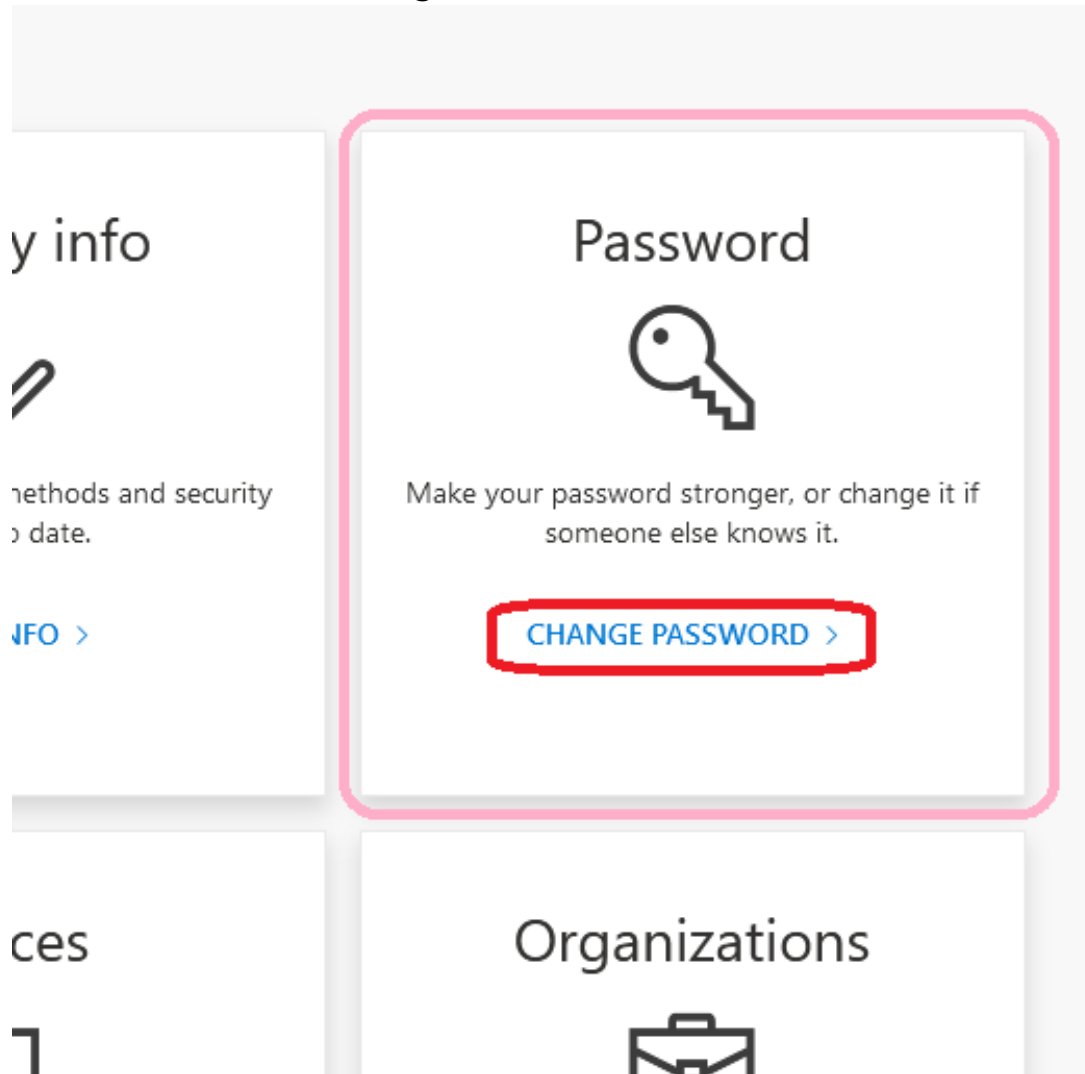 y info
Password
nethods and security
date.
Make your password stronger, or change it if
someone else knows it.
NFO >
CHANGE PASSWORD >
ces
Organizations